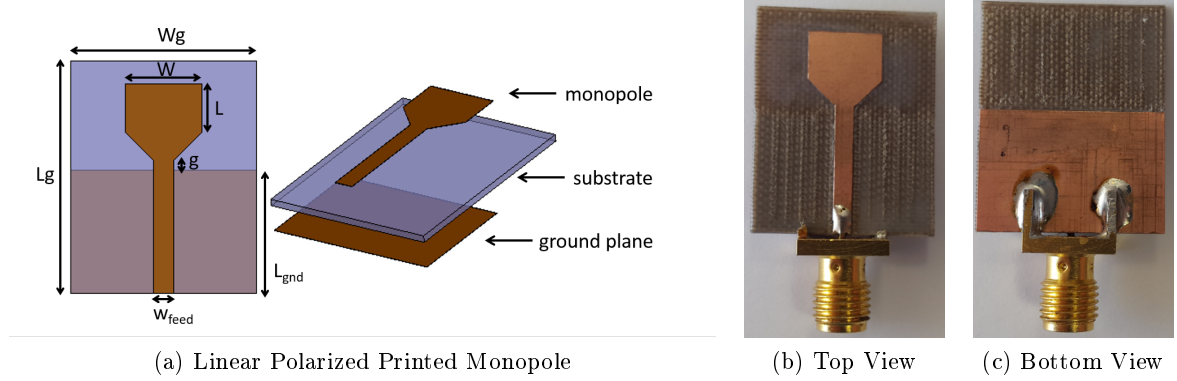 Wg
W
L
g
Lg
Lgnd
wfeed
monopole
substrate
ground plane
(a) Linear Polarized Printed Monopole
(b) Top View
(c) Bottom View